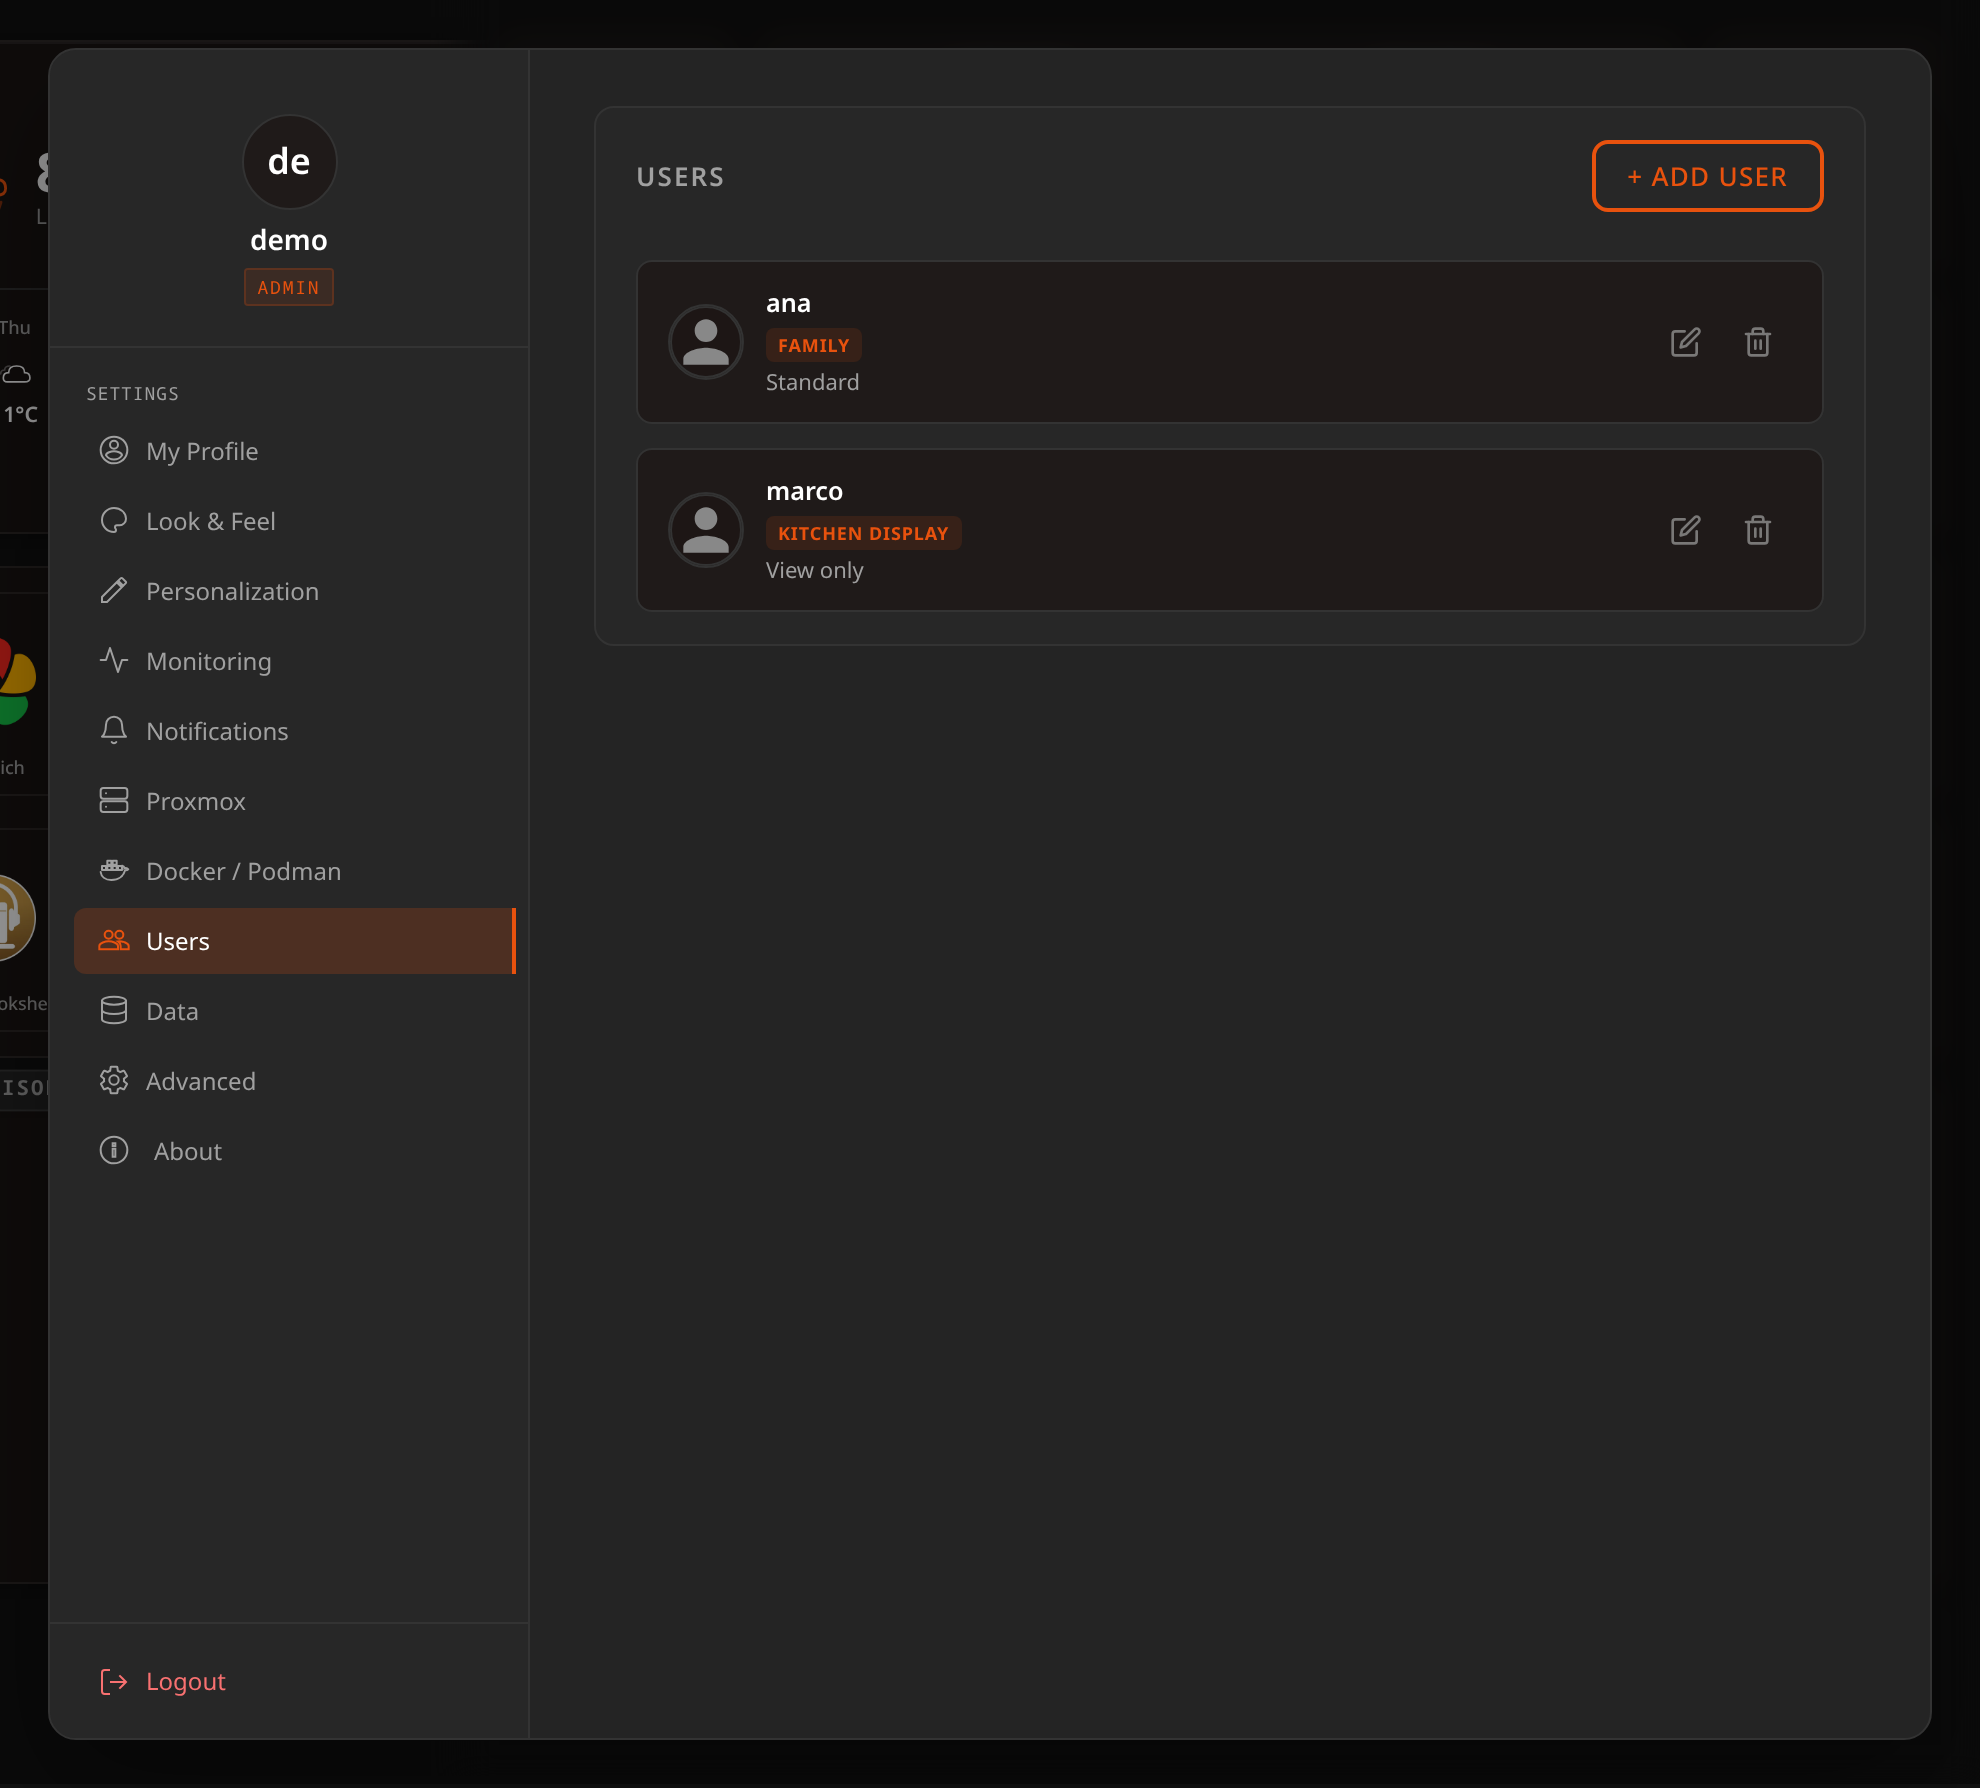 de
demo
ADMIN
SETTINGS
My Profile
Look & Feel
Personalization
Monitoring
Notifications
Proxmox
Docker / Podman
Users
Data
Advanced
About
Logout
USERS
+ ADD USER
ana
FAMILY
Standard
marco
KITCHEN DISPLAY
View only
Thu
1°C